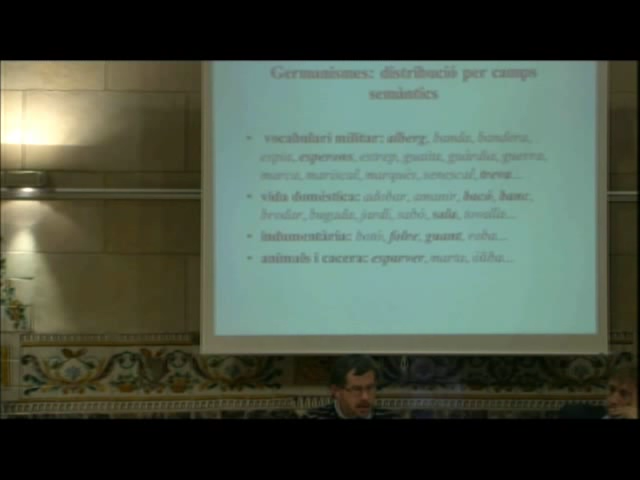 Germanismes: distribució per camps
semàntics
• vocabulari militar: alberg, banda, bandera,
espia, esperons, estrep, guaita, guàrdia, guerra,
marca, mariscal, marquès, senescal, treva...
• vida domèstica: adobar, amanir, bacó, banc,
brodar, bugada, jardí, sabó, sala, tovalla...
• indumentària: botó, feltre, guant, roba...
• animals i cacera: esparver, marta, òliba...